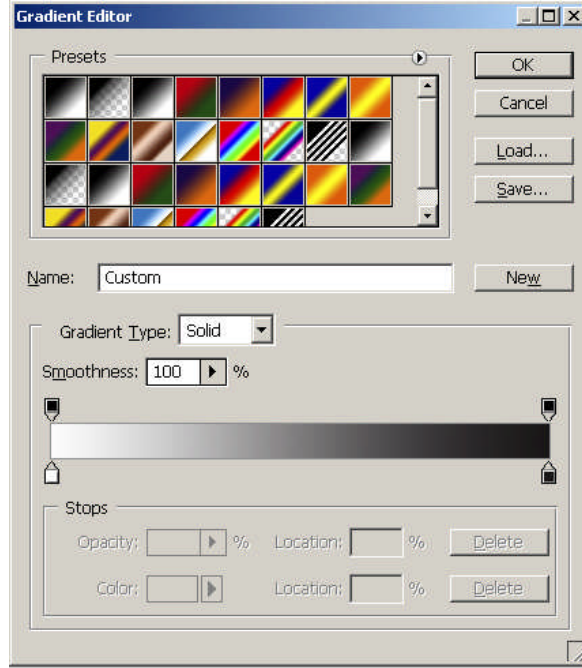 Gradient Editor
Presets
OK
Cancel
Load...
Save...
Name: Custom
New
Gradient Type: Solid
Smoothness: 100 %
Stops
Opacity: % Location: % Delete
Color: Location: % Delete